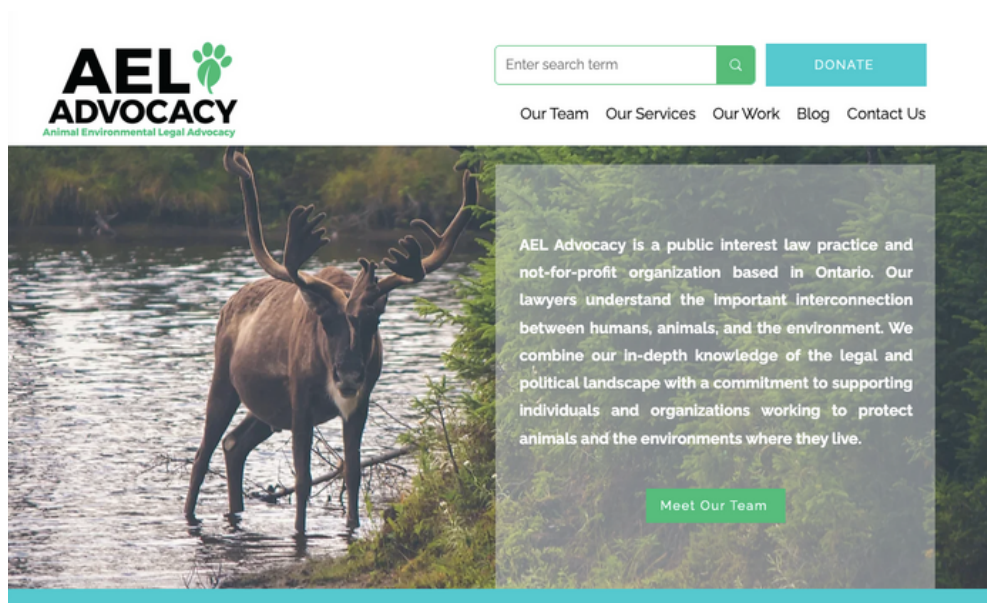 AEL
ADVOCACY
Animal Environmental Legal Advocacy
Enter search term
DONATE
Our Team Our Services Our Work Blog Contact Us
AEL Advocacy is a public interest law practice and
not-for-profit organization based in Ontario. Our
lawyers understand the important interconnection
between humans, animals, and the environment. We
combine our in-depth knowledge of the legal and
political landscape with a commitment to supporting
individuals and organizations working to protect
animals and the environments where they live.
Meet Our Team